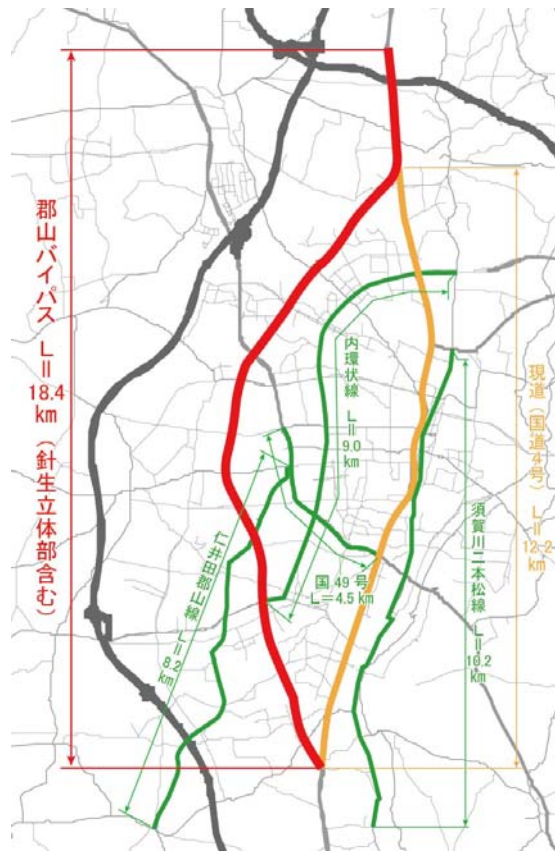 郡山バイパス L=18.4km（針生立体部含む）
内環状線 L=9.0km
現道（国道4号） L=12.2km
須賀川二本松線 L=10.2km
国49号
L=4.5km
仁井田郡山線 L=8.2km